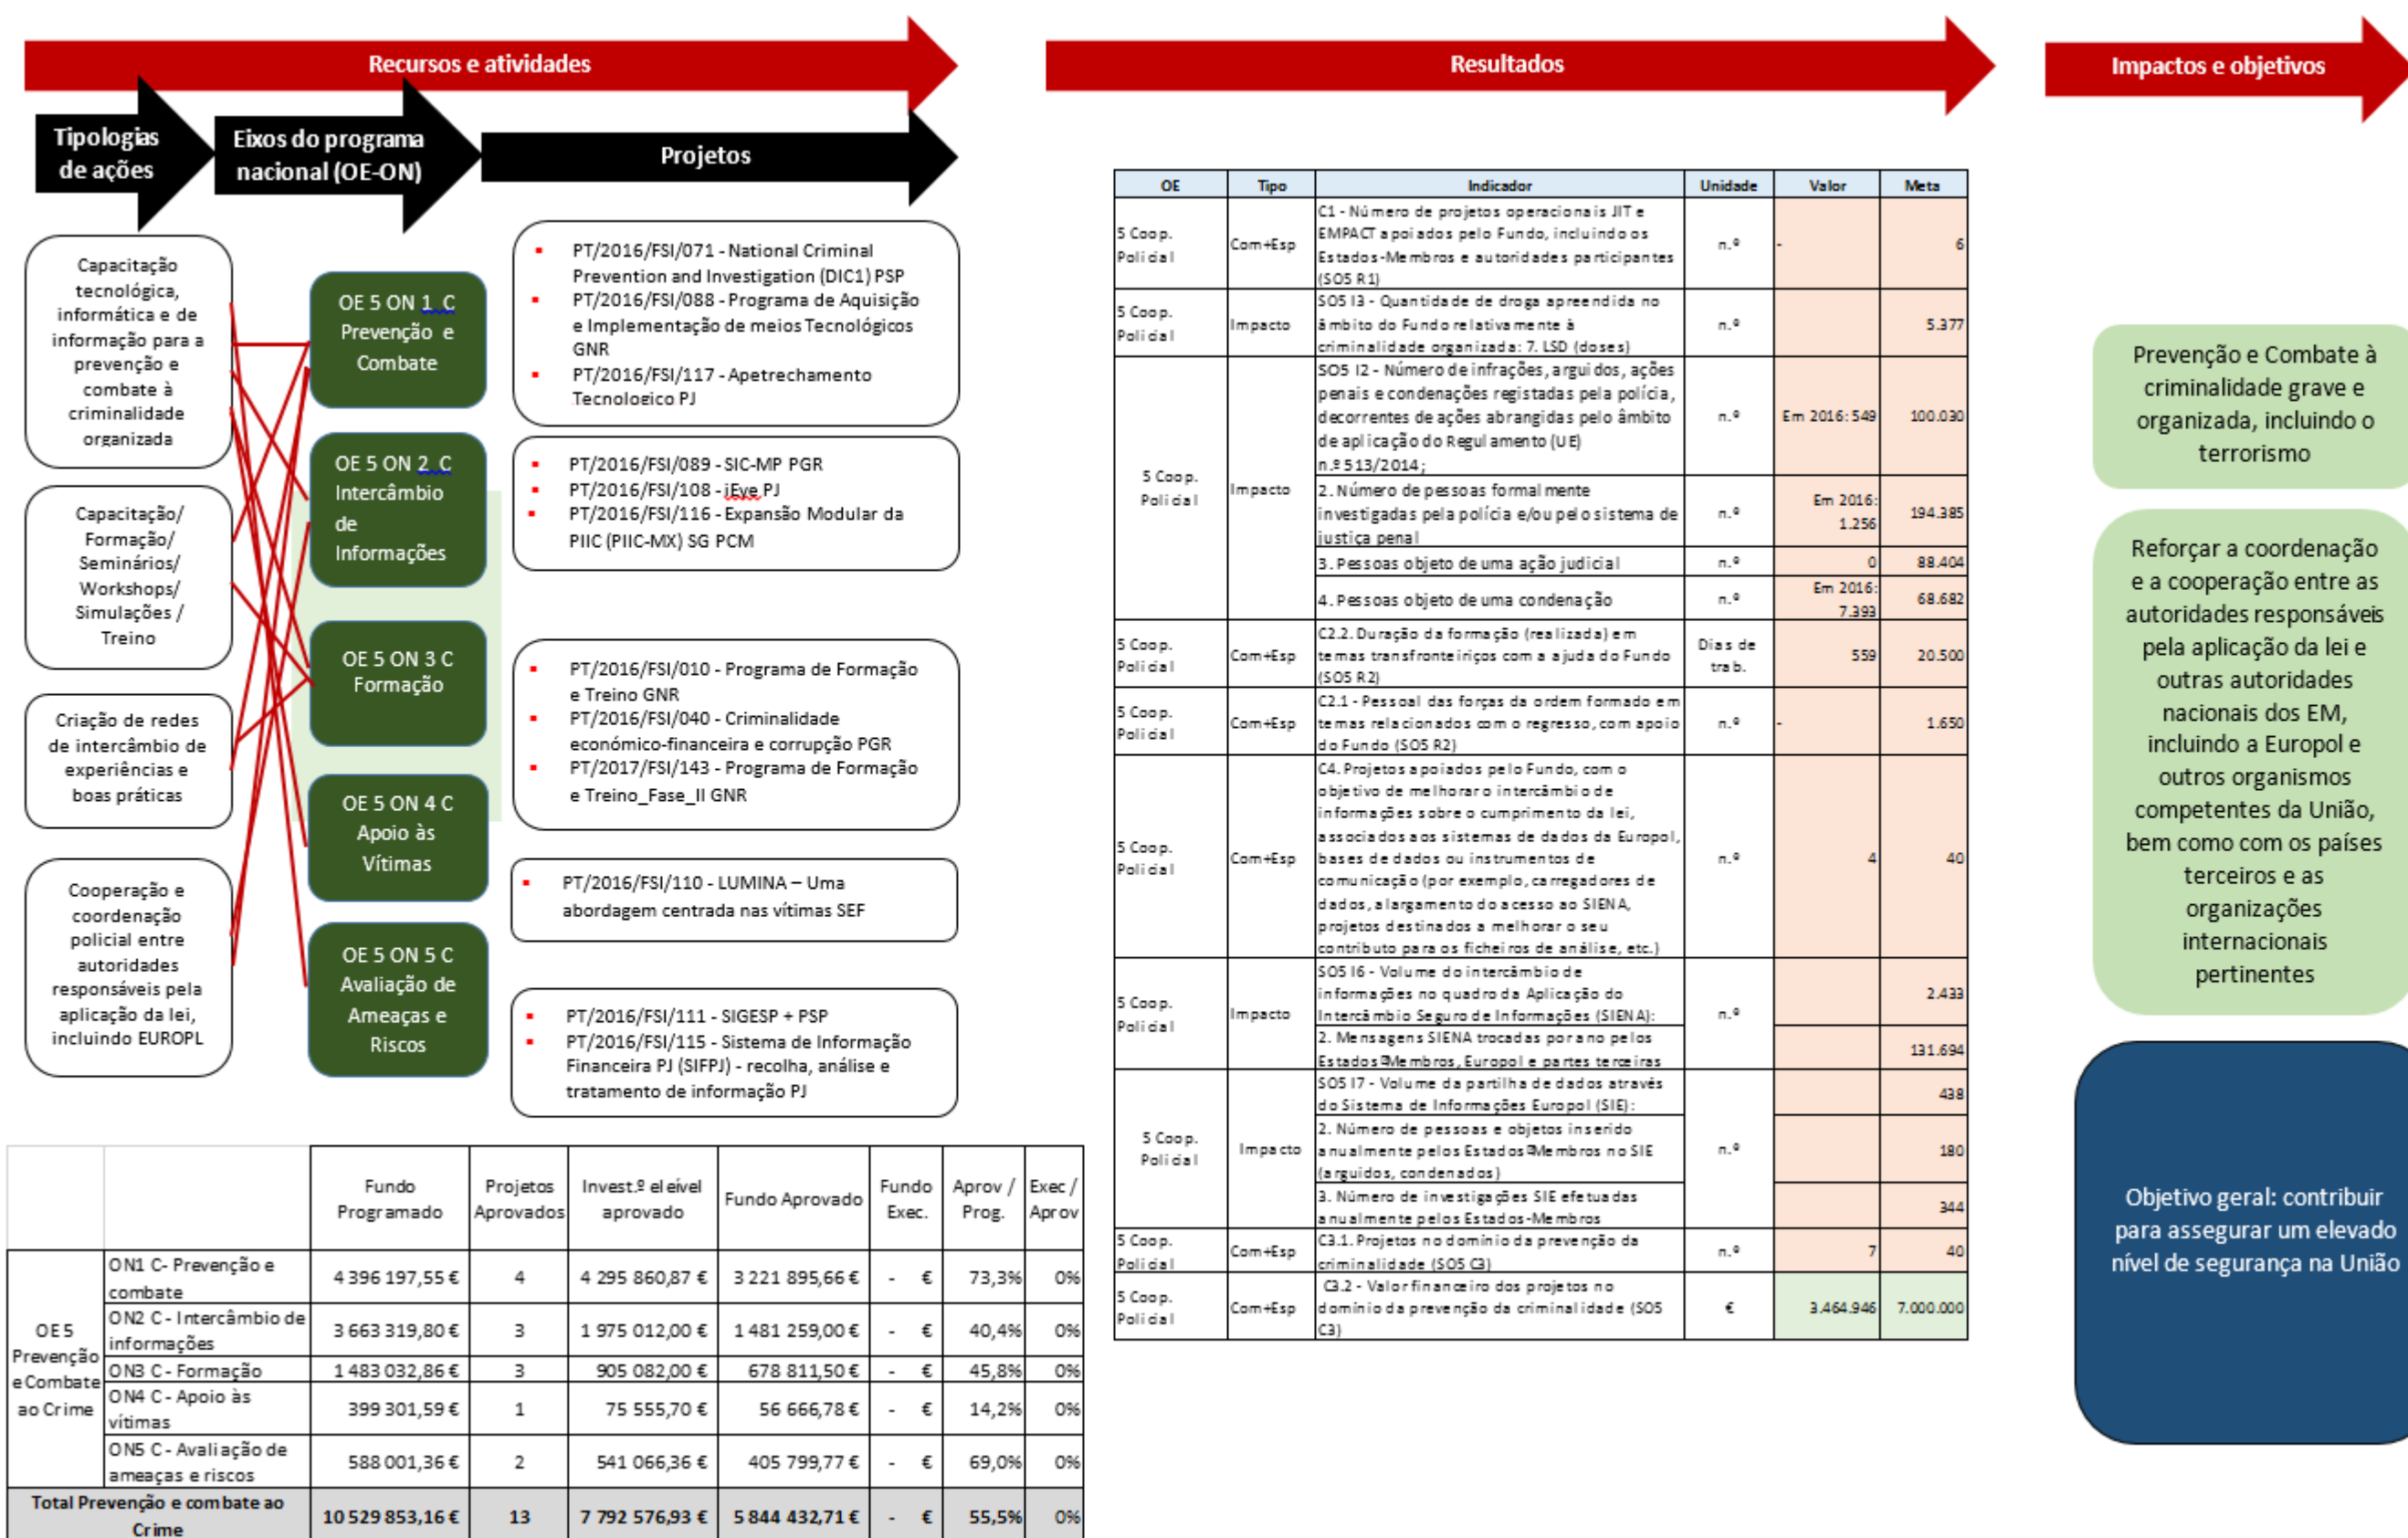 Recursos e atividades
Resultados
Impactos e objetivos
Tipologias
de ações
Eixos do programa
nacional (OE-ON)
Projetos
Capacitação
tecnológica,
informática e de
informação para a
prevenção e
combate à
criminalidade
organizada
Capacitação/
Formação/
Seminários/
Workshops/
Simulações /
Treino
Criação de redes
de intercâmbio de
experiências e
boas práticas
Cooperação e
coordenação
policial entre
autoridades
responsáveis pela
aplicação da lei,
incluindo EUROPL
OE 5 ON 1 C
Prevenção e
Combate
OE 5 ON 2 C
Intercâmbio
de
Informações
OE 5 ON 3 C
Formação
OE 5 ON 4 C
Apoio às
Vítimas
OE 5 ON 5 C
Avaliação de
Ameaças e
Riscos
▪ PT/2016/FSI/071 - National Criminal
Prevention and Investigation (DIC1) PSP
▪ PT/2016/FSI/088 - Programa de Aquisição
e Implementação de meios Tecnológicos
GNR
▪ PT/2016/FSI/117 - Apetrechamento
Tecnologico PJ
▪ PT/2016/FSI/089 - SIC-MP PGR
▪ PT/2016/FSI/108 - iEye PJ
▪ PT/2016/FSI/116 - Expansão Modular da
PIIC (PIIC-MX) SG PCM
▪ PT/2016/FSI/010 - Programa de Formação
e Treino GNR
▪ PT/2016/FSI/040 - Criminalidade
económico-financeira e corrupção PGR
▪ PT/2017/FSI/143 - Programa de Formação
e Treino_Fase_II GNR
▪ PT/2016/FSI/110 - LUMINA – Uma
abordagem centrada nas vítimas SEF
▪ PT/2016/FSI/111 - SIGESP + PSP
▪ PT/2016/FSI/115 - Sistema de Informação
Financeira PJ (SIFPJ) - recolha, análise e
tratamento de informação PJ
Fundo Programado Projetos Aprovados Invest.º eleível aprovado Fundo Aprovado Fundo Exec. Aprov / Prog. Exec / Aprov
OE 5
Prevenção
e Combate
ao Crime
ON1 C- Prevenção e
combate 4 396 197,55 € 4 4 295 860,87 € 3 221 895,66 € - € 73,3% 0%
ON2 C - Intercâmbio de
informações 3 663 319,80 € 3 1 975 012,00 € 1 481 259,00 € - € 40,4% 0%
ON3 C - Formação 1 483 032,86 € 3 905 082,00 € 678 811,50 € - € 45,8% 0%
ON4 C - Apoio às
vítimas 399 301,59 € 1 75 555,70 € 56 666,78 € - € 14,2% 0%
ON5 C - Avaliação de
ameaças e riscos 588 001,36 € 2 541 066,36 € 405 799,77 € - € 69,0% 0%
Total Prevenção e combate ao
Crime 10 529 853,16 € 13 7 792 576,93 € 5 844 432,71 € - € 55,5% 0%
OE Tipo Indicador Unidade Valor Meta
5 Coop.
Policial Com+Esp
C1 - Número de projetos operacionais JIT e
EMPACT apoiados pelo Fundo, incluindo os
Estados-Membros e autoridades participantes
(SO5 R1)
n.º - 6
5 Coop.
Policial Impacto
SO5 I3 - Quantidade de droga apreendida no
âmbito do Fundo relativamente à
criminalidade organizada: 7. LSD (doses)
n.º 5.377
5 Coop.
Policial Impacto
SO5 I2 - Número de infrações, arguidos, ações
penais e condenações registadas pela polícia,
decorrentes de ações abrangidas pelo âmbito
de aplicação do Regulamento (UE)
n.º 513/2014;
n.º Em 2016: 549 100.030
2. Número de pessoas formalmente
investigadas pela polícia e/ou pelo sistema de
justiça penal
n.º Em 2016: 1.256 194.385
3. Pessoas objeto de uma ação judicial n.º 0 88.404
4. Pessoas objeto de uma condenação n.º Em 2016: 7.393 68.682
5 Coop.
Policial Com+Esp
C2.2. Duração da formação (realizada) em
temas transfronteiriços com a ajuda do Fundo
(SO5 R2)
Dias de trab. 559 20.500
5 Coop.
Policial Com+Esp
C2.1 - Pessoal das forças da ordem formado em
temas relacionados com o regresso, com apoio
do Fundo (SO5 R2)
n.º - 1.650
5 Coop.
Policial Com+Esp
C4. Projetos apoiados pelo Fundo, com o
objetivo de melhorar o intercâmbio de
informações sobre o cumprimento da lei,
associados aos sistemas de dados da Europol,
bases de dados ou instrumentos de
comunicação (por exemplo, carregadores de
dados, alargamento do acesso ao SIENA,
projetos destinados a melhorar o seu
contributo para os ficheiros de análise, etc.)
n.º 4 40
5 Coop.
Policial Impacto
SO5 I6 - Volume do intercâmbio de
informações no quadro da Aplicação do
Intercâmbio Seguro de Informações (SIENA):
n.º 2.433
2. Mensagens SIENA trocadas por ano pelos
Estados Membros, Europol e partes terceiras
131.694
5 Coop.
Policial Impacto
SO5 I7 - Volume da partilha de dados através
do Sistema de Informações Europol (SIE):
n.º 438
2. Número de pessoas e objetos inserido
anualmente pelos Estados Membros no SIE
(arguidos, condenados)
180
3. Número de investigações SIE efetuadas
anualmente pelos Estados-Membros
344
5 Coop.
Policial Com+Esp
C3.1. Projetos no domínio da prevenção da
criminalidade (SO5 C3)
n.º 7 40
5 Coop.
Policial Com+Esp
C3.2 - Valor financeiro dos projetos no
domínio da prevenção da criminalidade (SO5
C3)
€ 3.464.946 7.000.000
Prevenção e Combate à
criminalidade grave e
organizada, incluindo o
terrorismo
Reforçar a coordenação
e a cooperação entre as
autoridades responsáveis
pela aplicação da lei e
outras autoridades
nacionais dos EM,
incluindo a Europol e
outros organismos
competentes da União,
bem como com os países
terceiros e as
organizações
internacionais
pertinentes
Objetivo geral: contribuir
para assegurar um elevado
nível de segurança na União